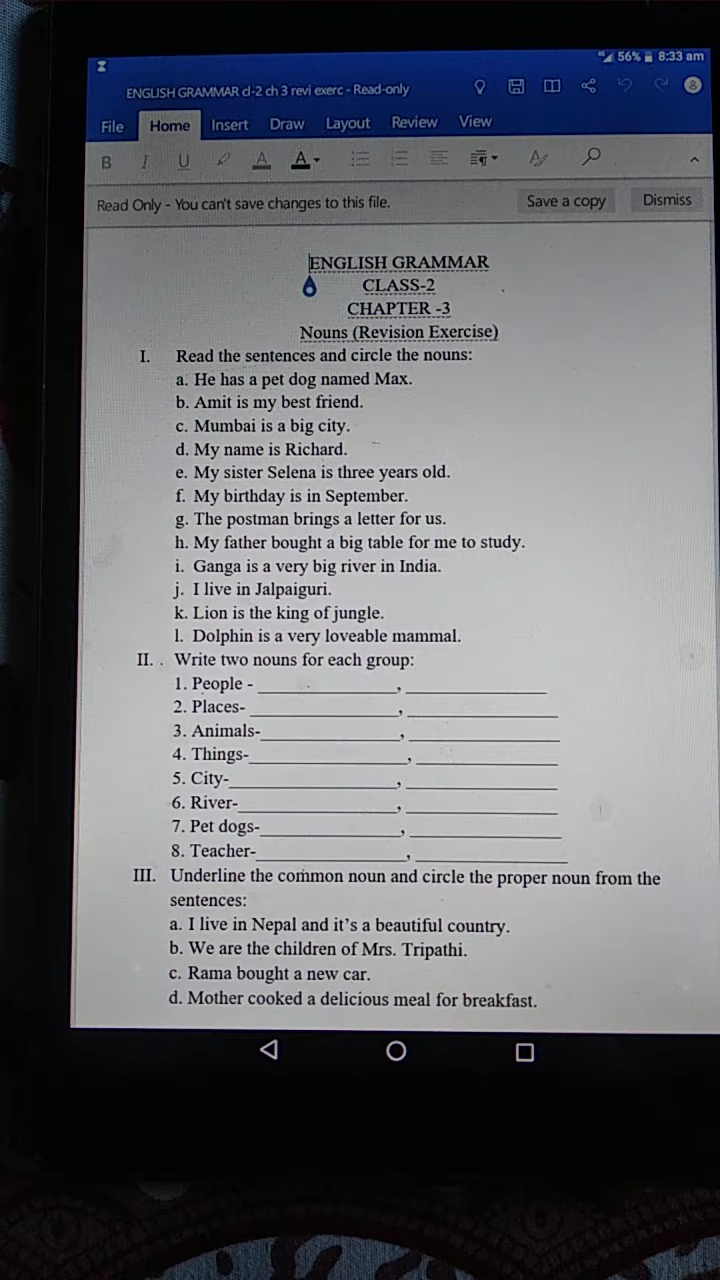 56% 8:33 am
ENGLISH GRAMMAR cl-2 ch 3 revi exerc - Read-only
File Home Insert Draw Layout Review View
B I U A A
Read Only - You can't save changes to this file. Save a copy Dismiss
ENGLISH GRAMMAR
CLASS-2
CHAPTER -3
Nouns (Revision Exercise)
I. Read the sentences and circle the nouns:
a. He has a pet dog named Max.
b. Amit is my best friend.
c. Mumbai is a big city.
d. My name is Richard.
e. My sister Selena is three years old.
f. My birthday is in September.
g. The postman brings a letter for us.
h. My father bought a big table for me to study.
i. Ganga is a very big river in India.
j. I live in Jalpaiguri.
k. Lion is the king of jungle.
l. Dolphin is a very loveable mammal.
II. . Write two nouns for each group:
1. People - ______________, ______________
2. Places- ______________, ______________
3. Animals-______________, ______________
4. Things-______________, ______________
5. City-______________, ______________
6. River-______________, ______________
7. Pet dogs-______________, ______________
8. Teacher-______________, ______________
III. Underline the common noun and circle the proper noun from the
sentences:
a. I live in Nepal and it's a beautiful country.
b. We are the children of Mrs. Tripathi.
c. Rama bought a new car.
d. Mother cooked a delicious meal for breakfast.